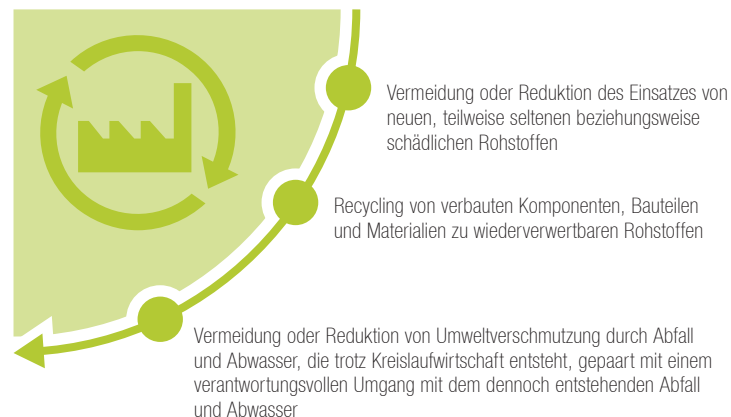 Vermeidung oder Reduktion des Einsatzes von
neuen, teilweise seltenen beziehungsweise
schädlichen Rohstoffen
Recycling von verbauten Komponenten, Bauteilen
und Materialien zu wiederverwertbaren Rohstoffen
Vermeidung oder Reduktion von Umweltverschmutzung durch Abfall
und Abwasser, die trotz Kreislaufwirtschaft entsteht, gepaart mit einem
verantwortungsvollen Umgang mit dem dennoch entstehenden Abfall
und Abwasser